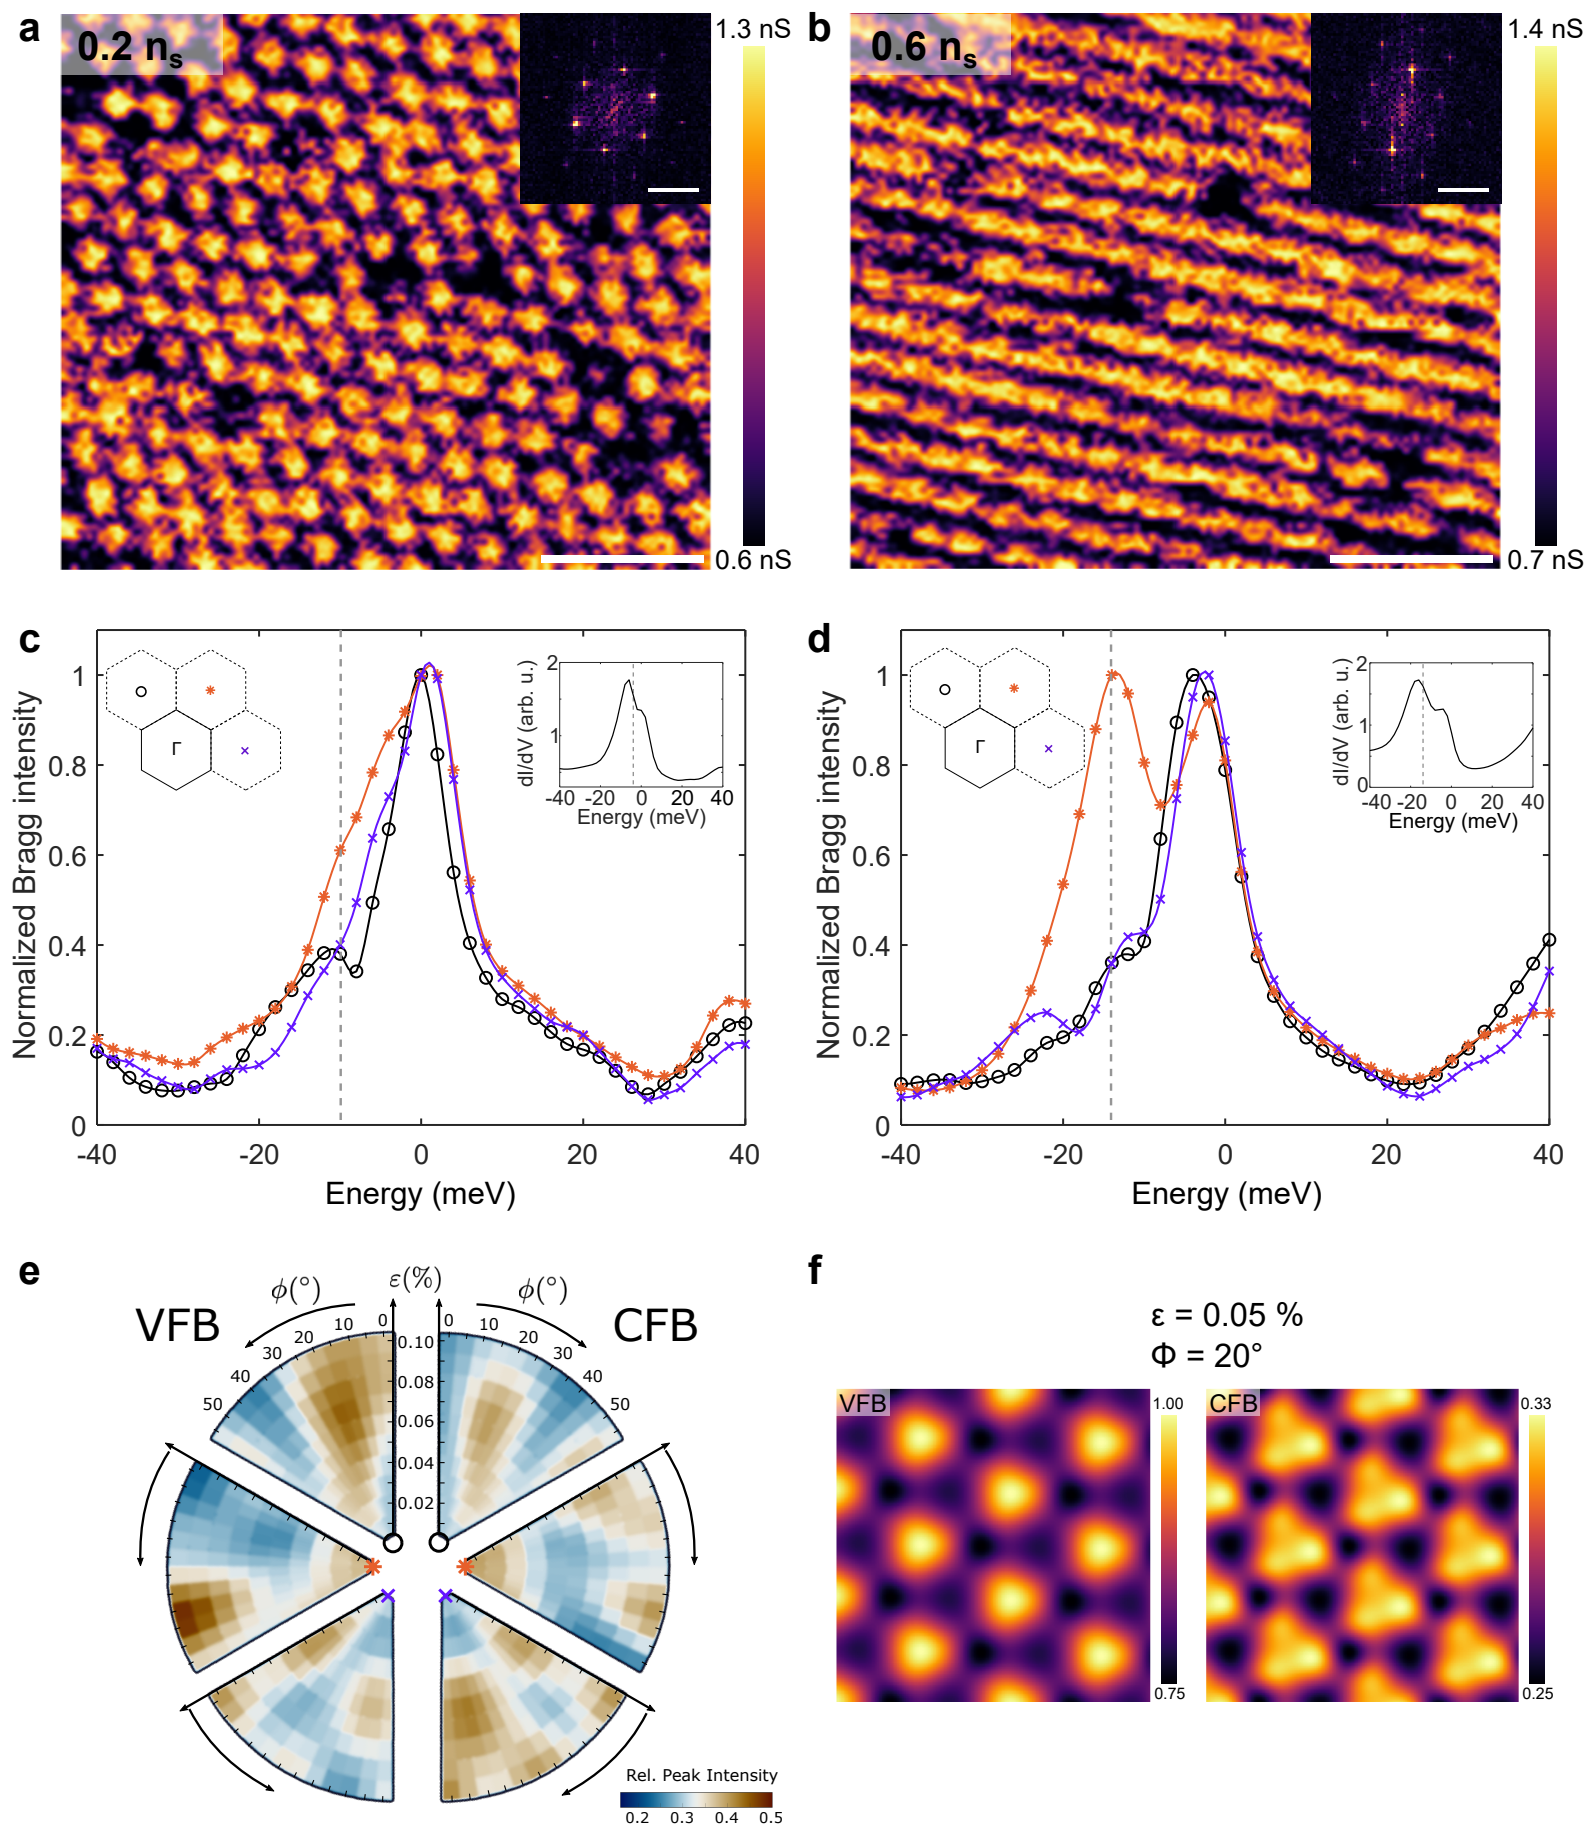 a
0.2 nₛ
1.3 nS
0.6 nS
b
0.6 nₛ
1.4 nS
0.7 nS
c
Normalized Bragg intensity
1
0.8
0.6
0.4
0.2
0
-40
-20
0
20
40
Energy (meV)
Γ
dI/dV (arb. u.)
2
1
-40
-20
0
20
40
Energy (meV)
d
Normalized Bragg intensity
1
0.8
0.6
0.4
0.2
0
-40
-20
0
20
40
Energy (meV)
Γ
dI/dV (arb. u.)
2
1
0
-40
-20
0
20
40
Energy (meV)
e
VFB
ϕ(°)
ε(%)
ϕ(°)
CFB
50
40
30
20
10
0
0.10
0.08
0.06
0.04
0.02
0
10
20
30
40
50
Rel. Peak Intensity
0.2
0.3
0.4
0.5
f
ε = 0.05 %
Φ = 20°
VFB
1.00
0.75
CFB
0.33
0.25